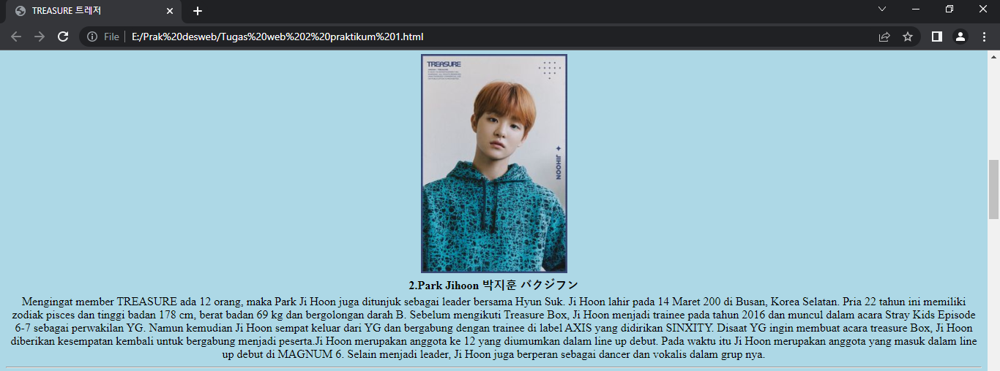 TREASURE 트레저
File
E:/Prak%20desweb/Tugas%20web%202%20praktikum%201.html
TREASURE
JIHOON
2.Park Jihoon 박지훈 パクジフン
Mengingat member TREASURE ada 12 orang, maka Park Ji Hoon juga ditunjuk sebagai leader bersama Hyun Suk. Ji Hoon lahir pada 14 Maret 200 di Busan, Korea Selatan. Pria 22 tahun ini memiliki
zodiak pisces dan tinggi badan 178 cm, berat badan 69 kg dan bergolongan darah B. Sebelum mengikuti Treasure Box, Ji Hoon menjadi trainee pada tahun 2016 dan muncul dalam acara Stray Kids Episode
6-7 sebagai perwakilan YG. Namun kemudian Ji Hoon sempat keluar dari YG dan bergabung dengan trainee di label AXIS yang didirikan SINXITY. Disaat YG ingin membuat acara treasure Box, Ji Hoon
diberikan kesempatan kembali untuk bergabung menjadi peserta.Ji Hoon merupakan anggota ke 12 yang diumumkan dalam line up debut. Pada waktu itu Ji Hoon merupakan anggota yang masuk dalam line
up debut di MAGNUM 6. Selain menjadi leader, Ji Hoon juga berperan sebagai dancer dan vokalis dalam grup nya.